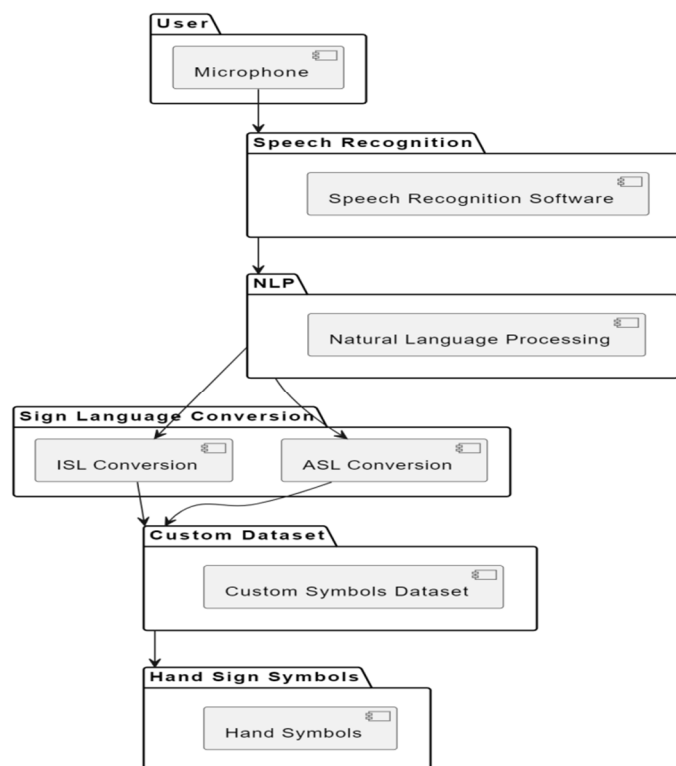 User
Microphone
Speech Recognition
Speech Recognition Software
NLP
Natural Language Processing
Sign Language Conversion
ISL Conversion
ASL Conversion
Custom Dataset
Custom Symbols Dataset
Hand Sign Symbols
Hand Symbols